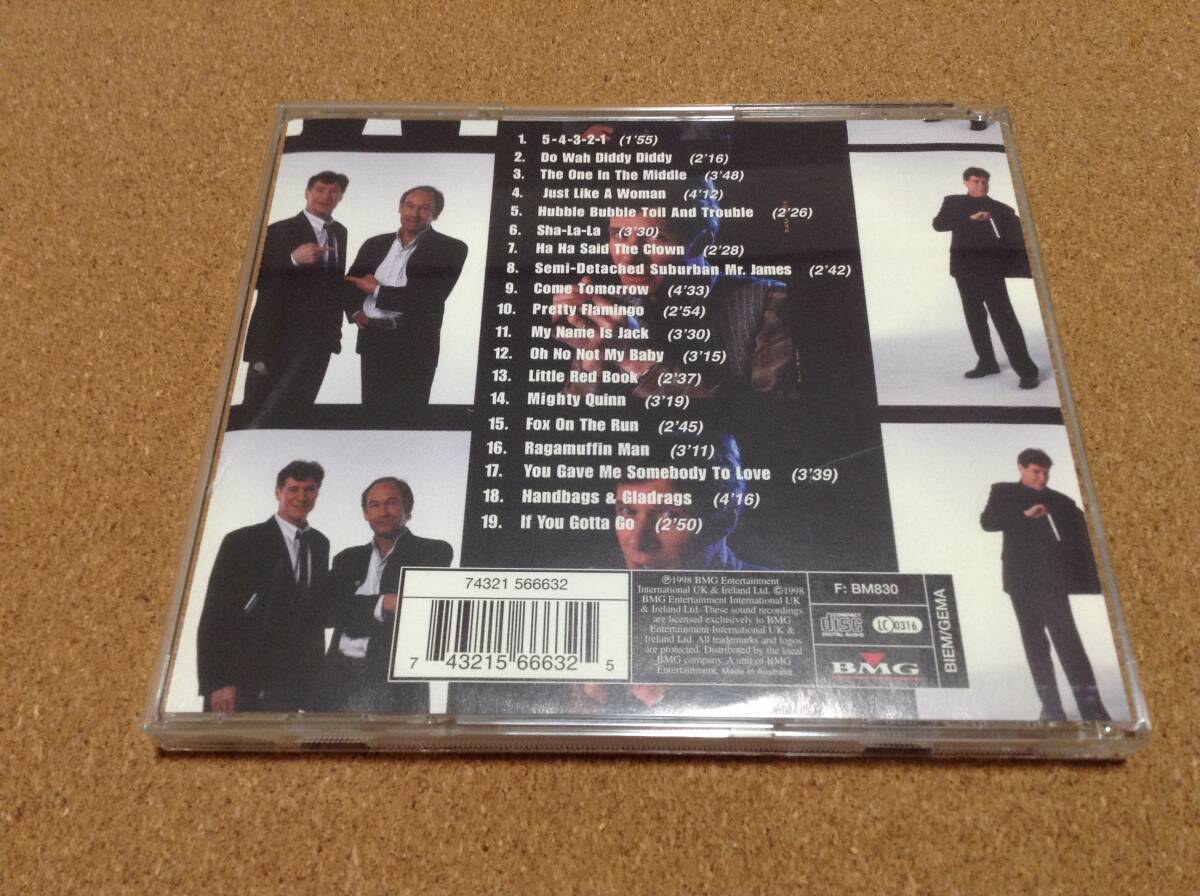 1. 5-4-3-2-1 (1'55)
2. Do Wah Diddy Diddy (2'16)
3. The One In The Middle (3'48)
4. Just Like A Woman (4'12)
5. Hubble Bubble Toll And Trouble (2'26)
6. Sha-La-La (3'30)
7. Ha Ha Said The Clown (2'28)
8. Semi-Detached Suburban Mr. James (2'42)
9. Come Tomorrow (4'33)
10. Pretty Flamingo (2'54)
11. My Name Is Jack (3'30)
12. Oh No Not My Baby (3'15)
13. Little Red Book (2'37)
14. Mighty Quinn (3'19)
15. Fox On The Run (2'45)
16. Ragamuffin Man (3'11)
17. You Gave Me Somebody To Love (3'39)
18. Handbags & Gladrags (4'16)
19. If You Gotta Go (2'50)
74321 566632
7 43215 66632 5
℗1998 BMG Entertainment
International UK & Ireland Ltd. ©1998
BMG Entertainment International UK
& Ireland Ltd. These sound recordings
are licensed exclusively to BMG
Entertainment International UK &
Ireland Ltd. All trademarks and logos
are protected. Distributed by the local
BMG company. A unit of BMG
Entertainment. Made in Australia
F: BM830
COMPACT
disc
DIGITAL AUDIO
LC 0316
BMG
BIEM/GEMA